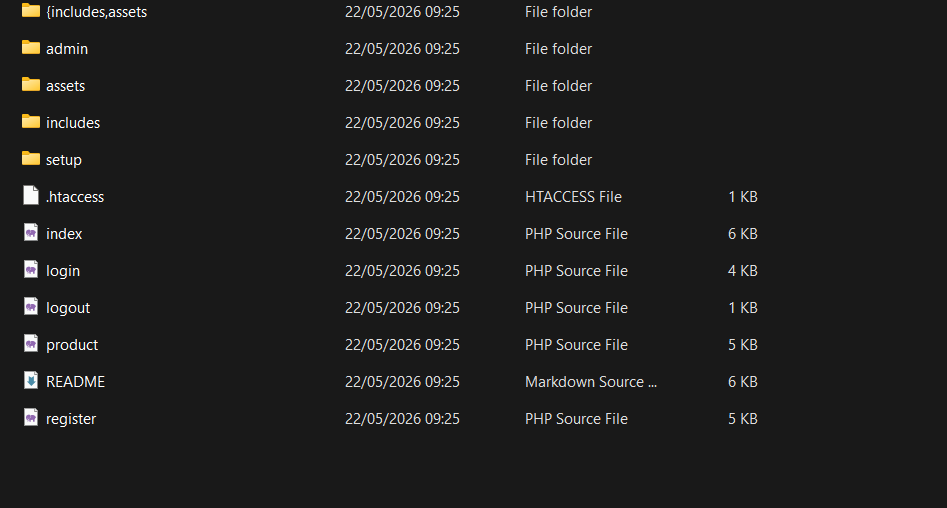 {includes,assets 22/05/2026 09:25 File folder
admin 22/05/2026 09:25 File folder
assets 22/05/2026 09:25 File folder
includes 22/05/2026 09:25 File folder
setup 22/05/2026 09:25 File folder
.htaccess 22/05/2026 09:25 HTACCESS File 1 KB
index 22/05/2026 09:25 PHP Source File 6 KB
login 22/05/2026 09:25 PHP Source File 4 KB
logout 22/05/2026 09:25 PHP Source File 1 KB
product 22/05/2026 09:25 PHP Source File 5 KB
README 22/05/2026 09:25 Markdown Source ... 6 KB
register 22/05/2026 09:25 PHP Source File 5 KB